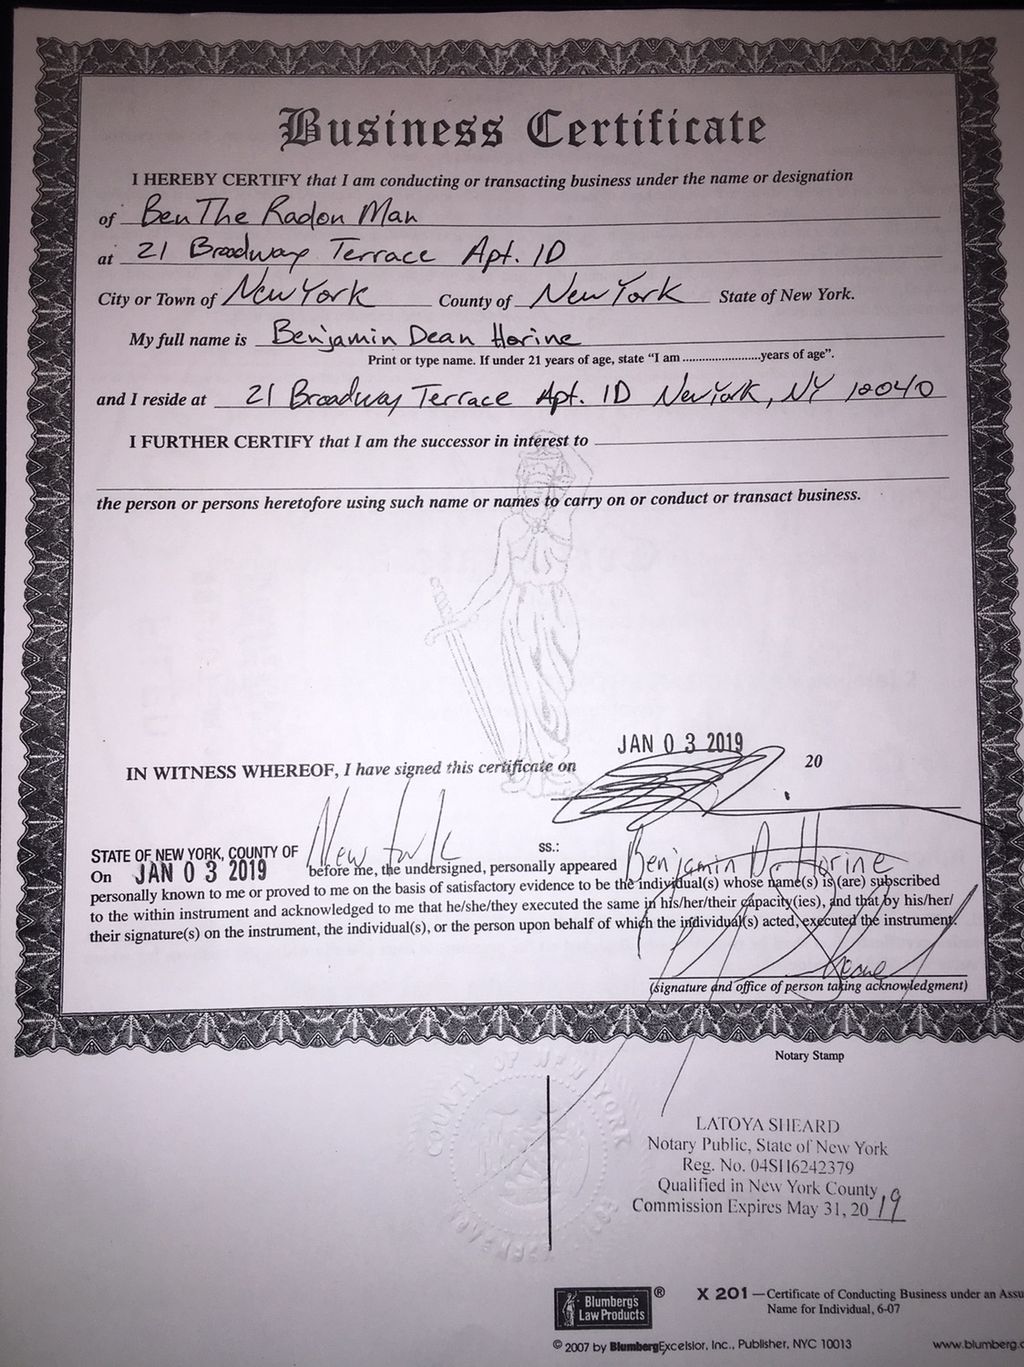 Business Certificate
I HEREBY CERTIFY that I am conducting or transacting business under the name or designation
of Ben The Radon Man
at 21 Broadway Terrace Apt. 1D
City or Town of New York County of New York State of New York.
My full name is Benjamin Dean Horine
Print or type name. If under 21 years of age, state "I am ........................years of age".
and I reside at 21 Broadway Terrace Apt. 1D New York, NY 10040
I FURTHER CERTIFY that I am the successor in interest to
the person or persons heretofore using such name or names to carry on or conduct or transact business.
JAN 03 2019
IN WITNESS WHEREOF, I have signed this certificate on 20
STATE OF NEW YORK, COUNTY OF New York ss.:
On JAN 03 2019 before me, the undersigned, personally appeared Benjamin D. Horine
personally known to me or proved to me on the basis of satisfactory evidence to be the individual(s) whose name(s) is (are) subscribed
to the within instrument and acknowledged to me that he/she/they executed the same in his/her/their capacity(ies), and that by his/her/
their signature(s) on the instrument, the individual(s), or the person upon behalf of which the individual(s) acted, executed the instrument.
(signature and office of person taking acknowledgment)
Notary Stamp
COUNTY OF NEW YORK
LATOYA SHEARD
Notary Public, State of New York
Reg. No. 04SH6242379
Qualified in New York County
Commission Expires May 31, 2019
Blumberg's
Law Products
®
X 201—Certificate of Conducting Business under an Assu
Name for Individual, 6-07
© 2007 by BlumbergExcelsior, Inc., Publisher, NYC 10013
www.blumberg.c